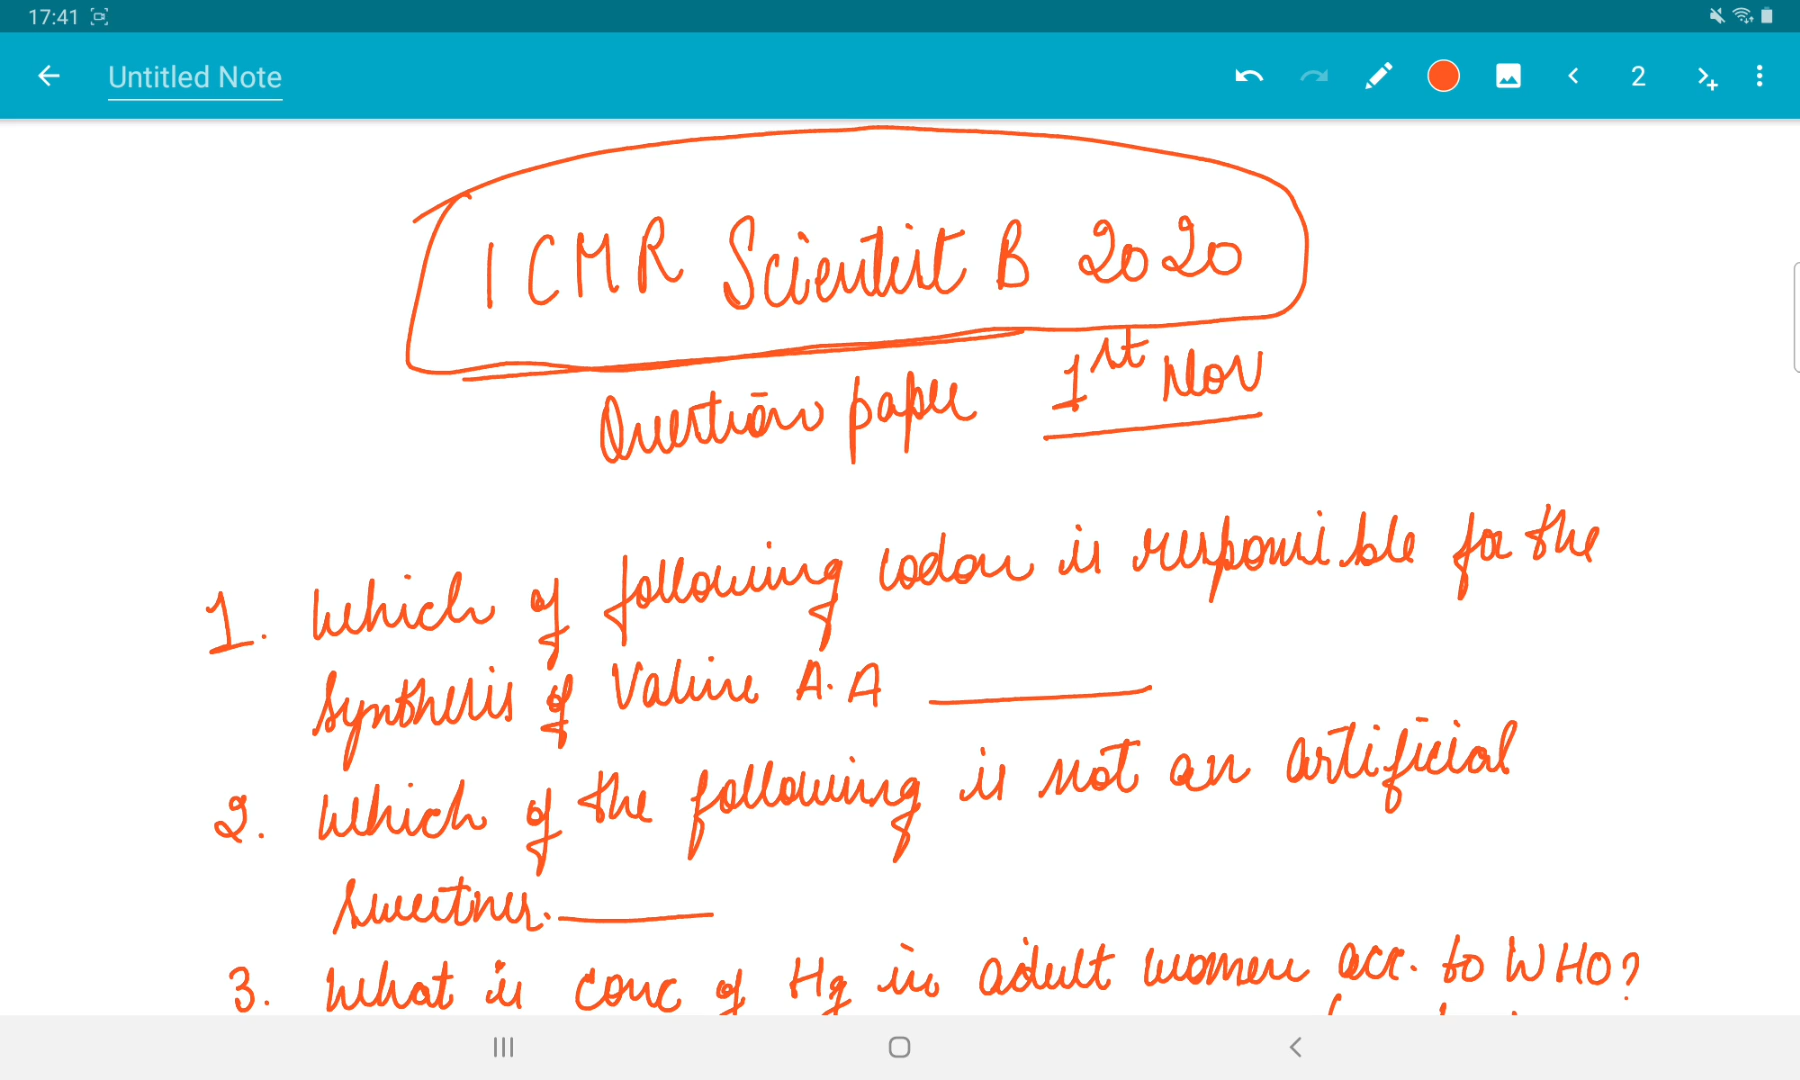 17:41
Untitled Note
2
ICMR Scientist B 2020
Question paper 1st Nov
1. Which of following codon is responsible for the
synthesis of Valine A.A
2. Which of the following is not an artificial
sweetner.
3. What is conc of Hg in adult women acc. to WHO?